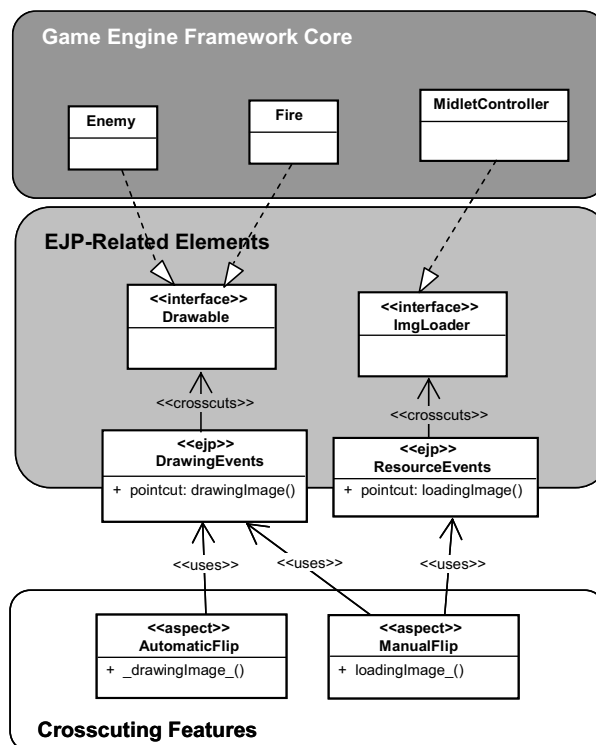 Game Engine Framework Core
Enemy
Fire
MidletController
EJP-Related Elements
<<interface>>
Drawable
<<interface>>
ImgLoader
<<crosscuts>>
<<crosscuts>>
<<ejp>>
DrawingEvents
+ pointcut: drawingImage()
<<ejp>>
ResourceEvents
+ pointcut: loadingImage()
<<uses>>
<<uses>>
<<uses>>
<<aspect>>
AutomaticFlip
+ _drawingImage_()
<<aspect>>
ManualFlip
+ loadingImage_()
Crosscuting Features